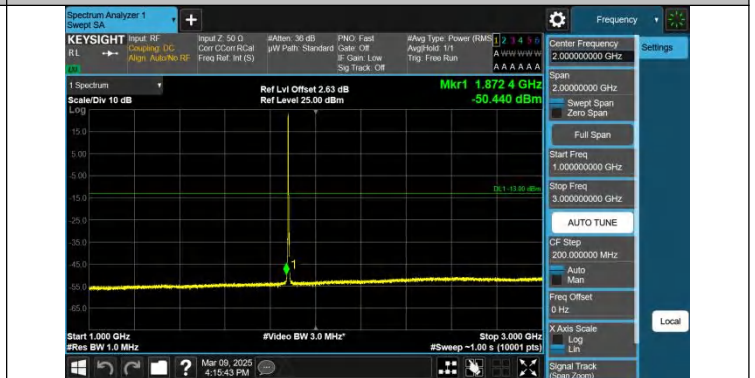 Spectrum Analyzer 1
Swept SA
Frequency
KEYSIGHT Input: RF Input Z: 50 Ω #Atten: 36 dB PNO: Fast #Avg Type: Power (RMS 1 2 3 4 5 6
RL Coupling: DC Corr CCorr RCal µW Path: Standard Gate: Off Avg|Hold: 1/1 A W W W W W
Align: Auto/No RF Freq Ref: Int (S) IF Gain: Low Trig: Free Run
Sig Track: Off A A A A A A
1 Spectrum
Scale/Div 10 dB
Ref Lvl Offset 2.63 dB
Ref Level 25.00 dBm
Mkr1 1.872 4 GHz
-50.440 dBm
Log
15.0
5.00
-5.00
-15.0
-25.0
-35.0
-45.0
-55.0
-65.0
DL1 -13.00 dBm
1
Start 1.000 GHz #Video BW 3.0 MHz* Stop 3.000 GHz
#Res BW 1.0 MHz #Sweep ~1.00 s (10001 pts)
Mar 09, 2025
4:15:43 PM
Center Frequency
2.000000000 GHz
Settings
Span
2.00000000 GHz
Swept Span
Zero Span
Full Span
Start Freq
1.000000000 GHz
Stop Freq
3.000000000 GHz
AUTO TUNE
CF Step
200.000000 MHz
Auto
Man
Freq Offset
0 Hz
X Axis Scale
Log
Lin
Local
Signal Track
(Span Zoom)